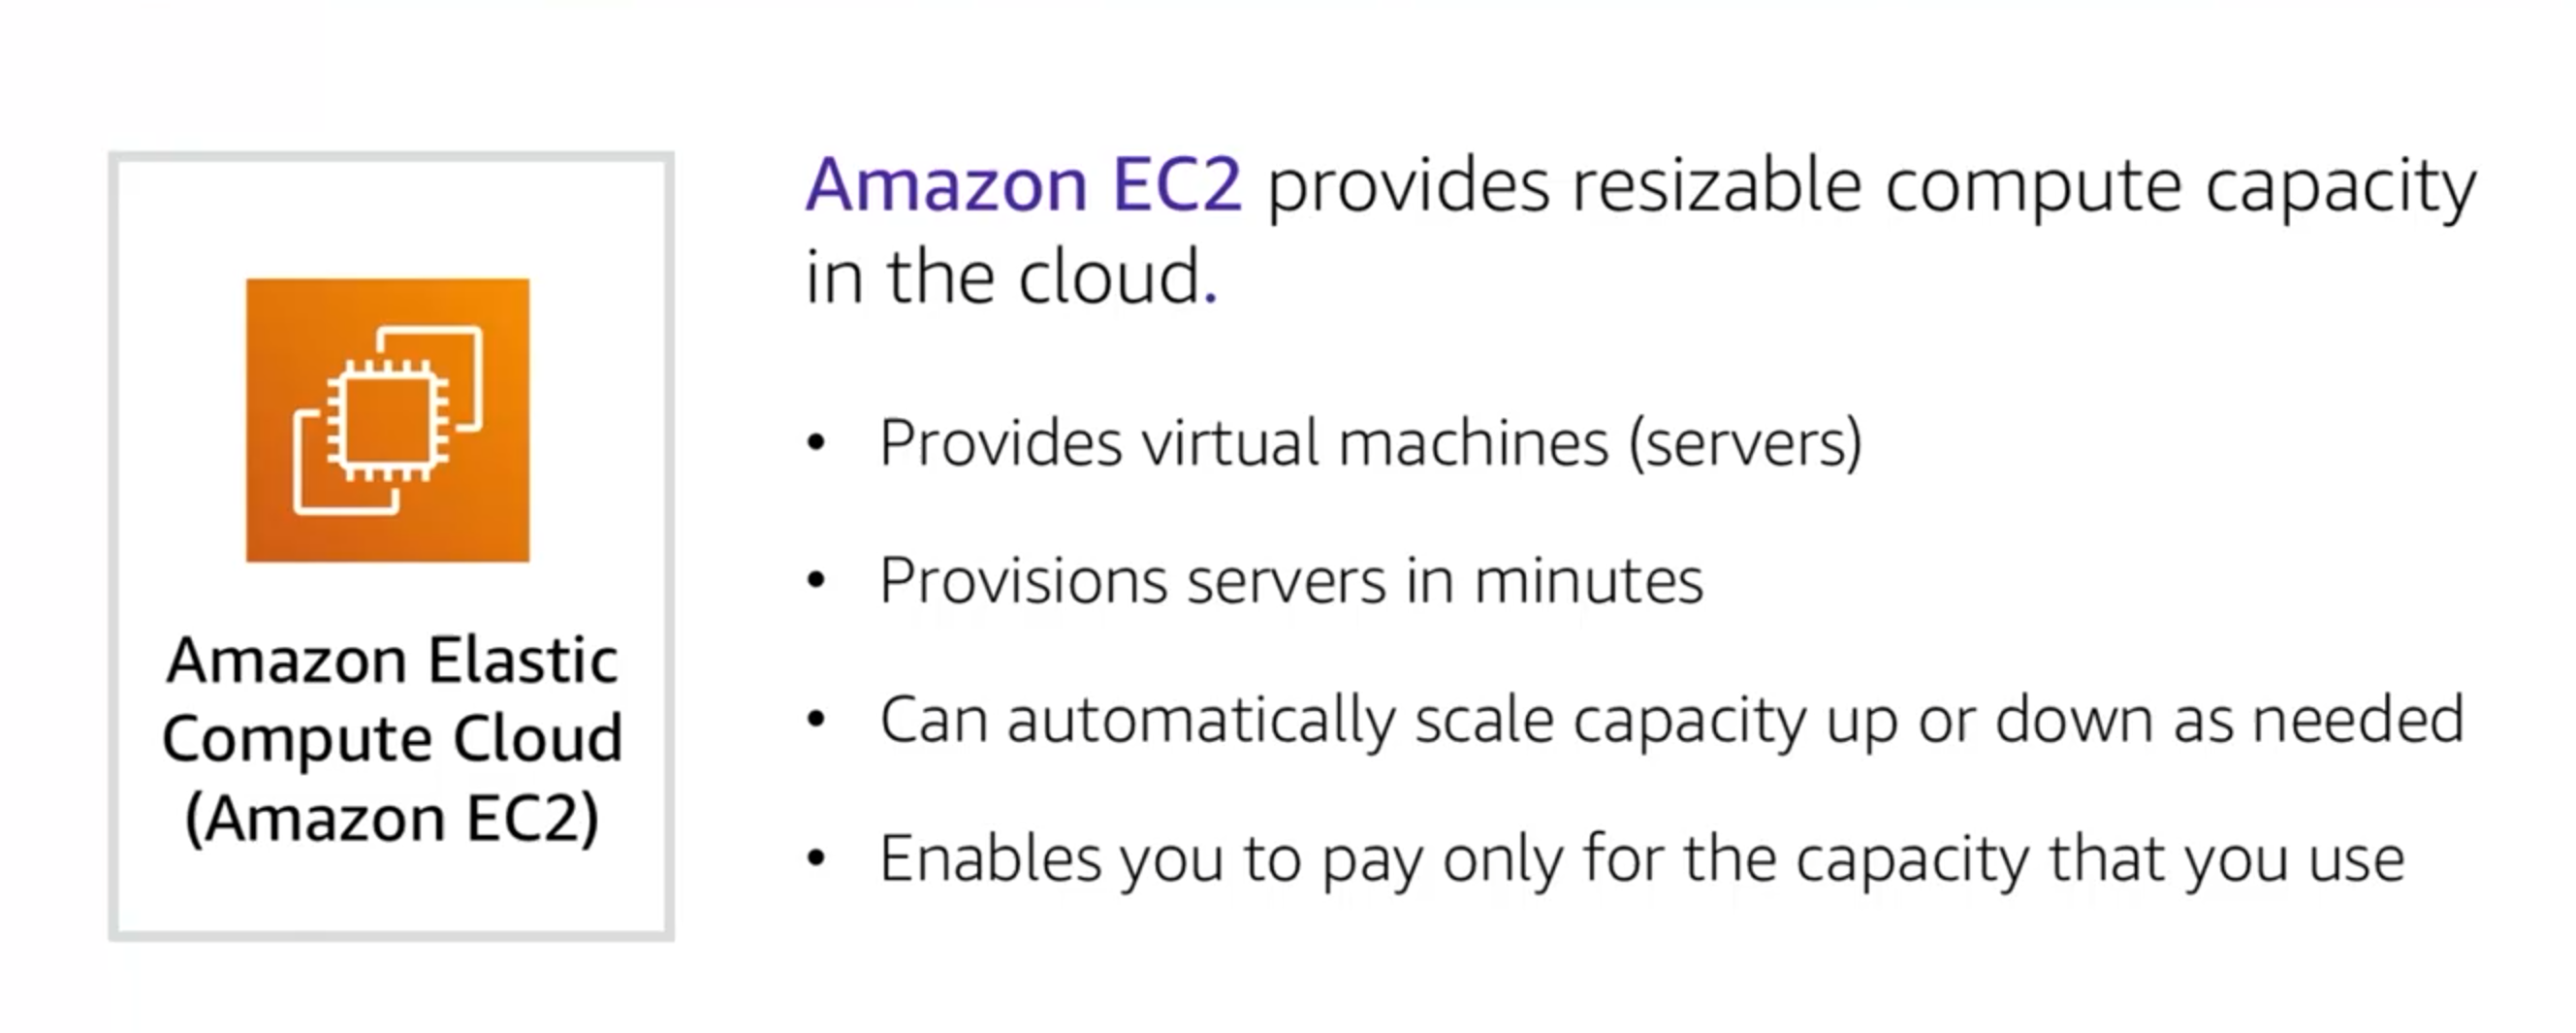 Amazon Elastic
Compute Cloud
(Amazon EC2)
Amazon EC2 provides resizable compute capacity
in the cloud.
• Provides virtual machines (servers)
• Provisions servers in minutes
• Can automatically scale capacity up or down as needed
• Enables you to pay only for the capacity that you use